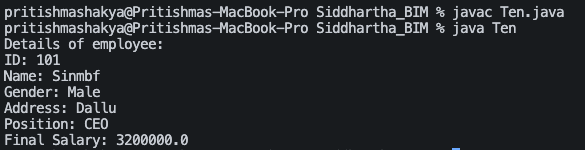 pritishmashakya@Pritishmas-MacBook-Pro Siddhartha_BIM % javac Ten.java
pritishmashakya@Pritishmas-MacBook-Pro Siddhartha_BIM % java Ten
Details of employee:
ID: 101
Name: Sinmbf
Gender: Male
Address: Dallu
Position: CEO
Final Salary: 3200000.0